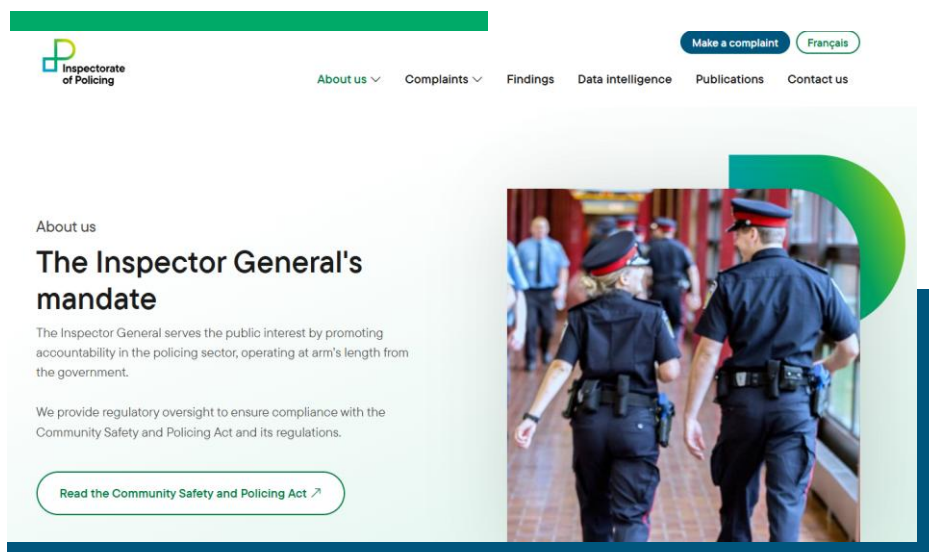 Make a complaint
Français
Inspectorate
of Policing
About us
Complaints
Findings
Data intelligence
Publications
Contact us
About us
The Inspector General's
mandate
The Inspector General serves the public interest by promoting
accountability in the policing sector, operating at arm's length from
the government.
We provide regulatory oversight to ensure compliance with the
Community Safety and Policing Act and its regulations.
Read the Community Safety and Policing Act ↗